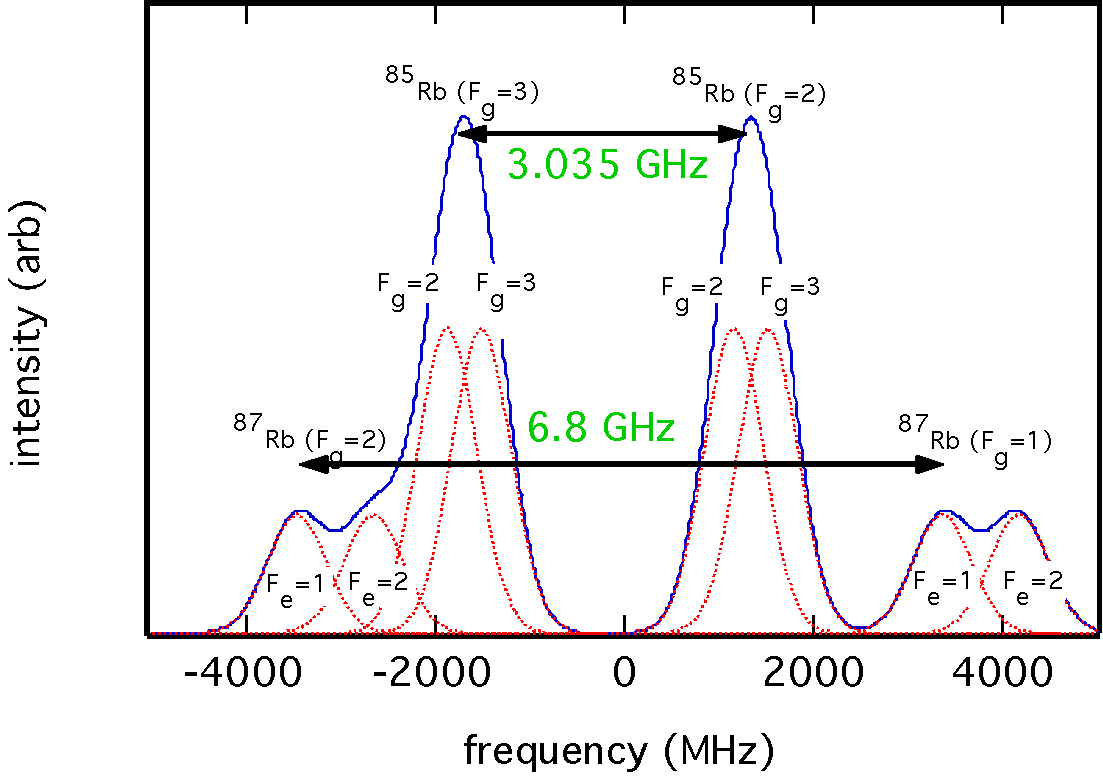 85Rb (Fg=3)
85Rb (Fg=2)
3.035 GHz
Fg=2
Fg=3
Fg=2
Fg=3
intensity (arb)
6.8 GHz
87Rb (Fg=2)
87Rb (Fg=1)
Fe=1
Fe=2
Fe=1
Fe=2
-4000
-2000
0
2000
4000
frequency (MHz)